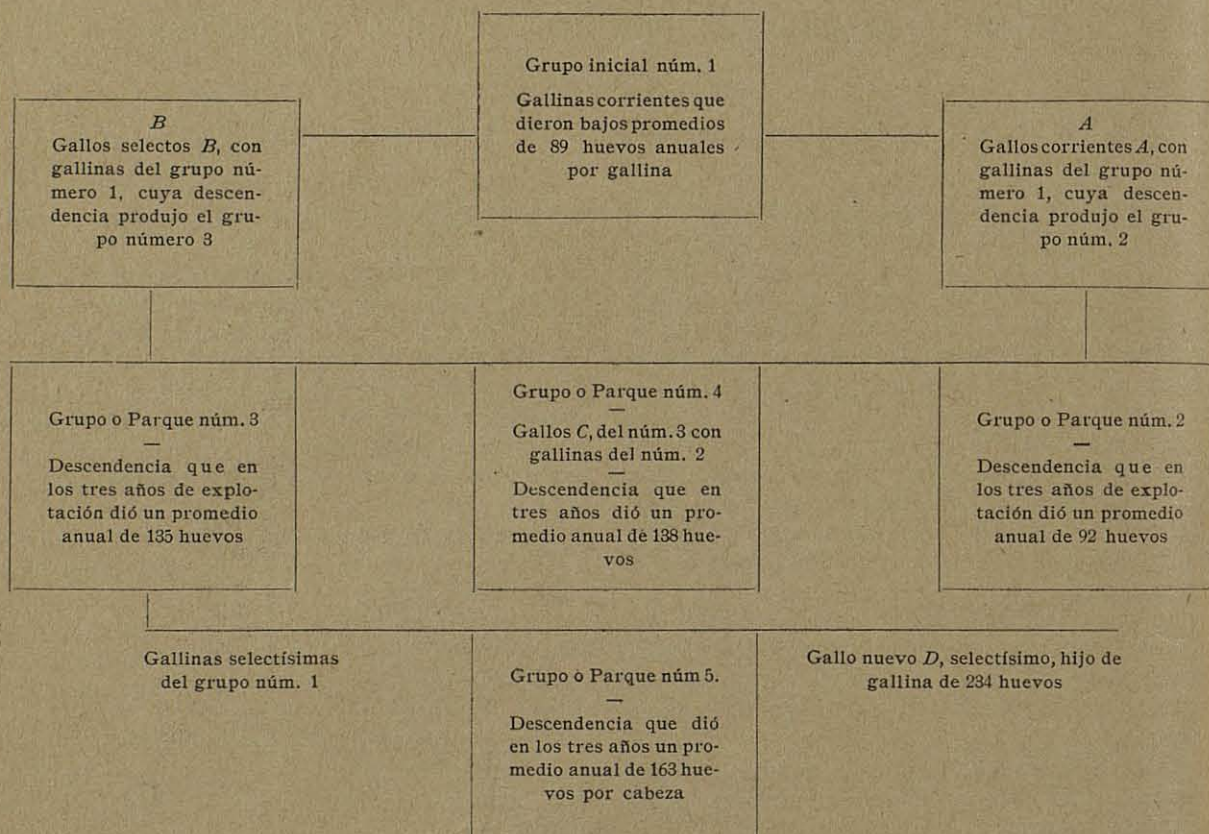 Grupo inicial núm. 1
Gallinas corrientes que
dieron bajos promedios
de 89 huevos anuales
por gallina
B
Gallos selectos B, con
gallinas del grupo nú-
mero 1, cuya descen-
dencia produjo el gru-
po número 3
A
Gallos corrientes A, con
gallinas del grupo nú-
mero 1, cuya descen-
dencia produjo el gru-
po núm. 2
Grupo o Parque núm. 3
—
Descendencia que en
los tres años de explo-
tación dió un promedio
anual de 135 huevos
Grupo o Parque núm. 4
—
Gallos C, del núm. 3 con
gallinas del núm. 2
—
Descendencia que en
tres años dió un pro-
medio anual de 138 hue-
vos
Grupo o Parque núm. 2
—
Descendencia que en
los tres años de explo-
tación dió un promedio
anual de 92 huevos
Gallinas selectísimas
del grupo núm. 1
Grupo o Parque núm 5.
—
Descendencia que dió
en los tres años un pro-
medio anual de 163 hue-
vos por cabeza
Gallo nuevo D, selectísimo, hijo de
gallina de 234 huevos